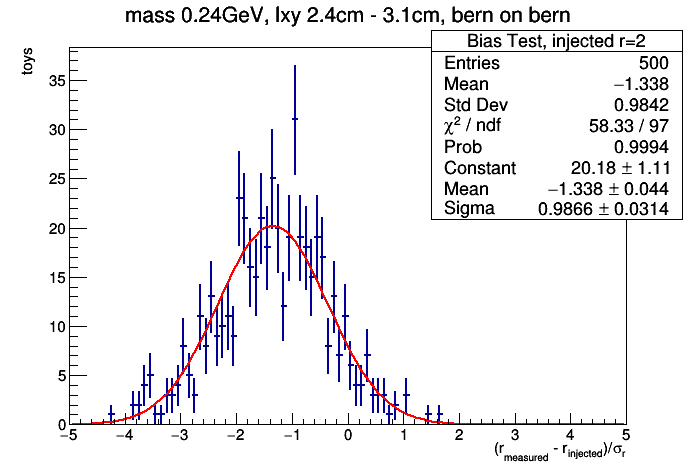 mass 0.24GeV, lxy 2.4cm - 3.1cm, bern on bern
Bias Test, injected r=2
Entries 500
Mean −1.338
Std Dev 0.9842
χ² / ndf 58.33 / 97
Prob 0.9994
Constant 20.18 ± 1.11
Mean −1.338 ± 0.044
Sigma 0.9866 ± 0.0314
toys
35
30
25
20
15
10
5
0
−5 −4 −3 −2 −1 0 1 2 3 4 5
(r_measured - r_injected)/σ_r